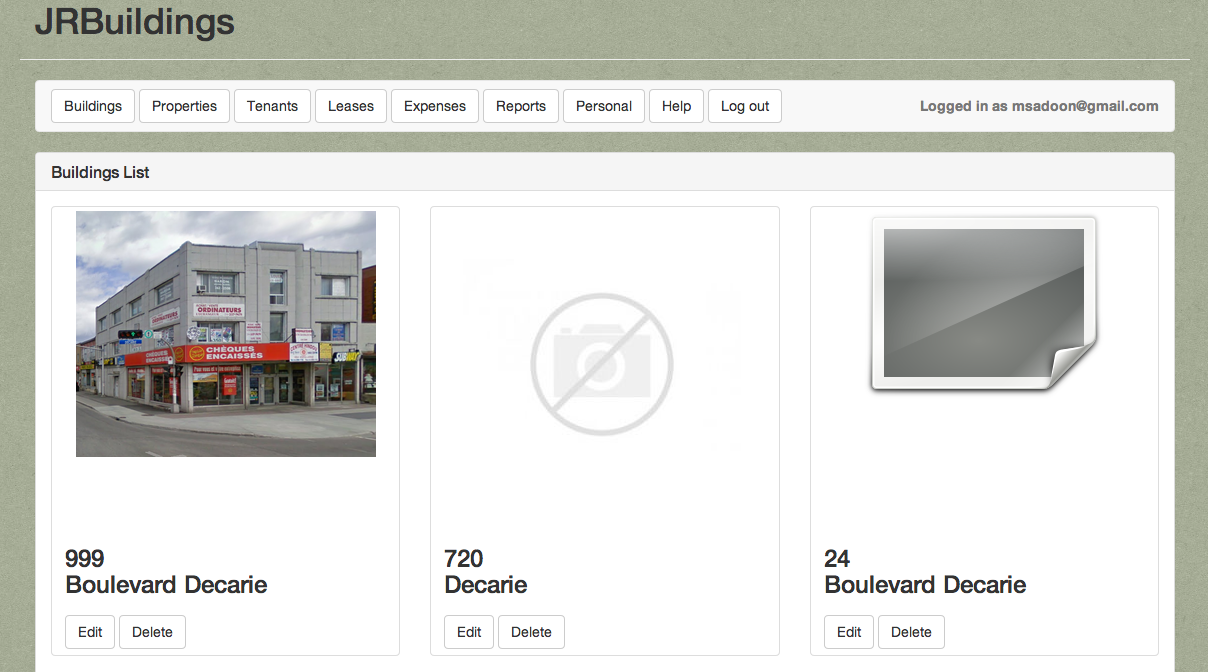 JRBuildings
Buildings Properties Tenants Leases Expenses Reports Personal Help Log out Logged in as msadoon@gmail.com
Buildings List
ORDINATEURS
CHÈQUES
ENCAISSÉS
SUBWAY
999
Boulevard Decarie
Edit Delete
720
Decarie
Edit Delete
24
Boulevard Decarie
Edit Delete